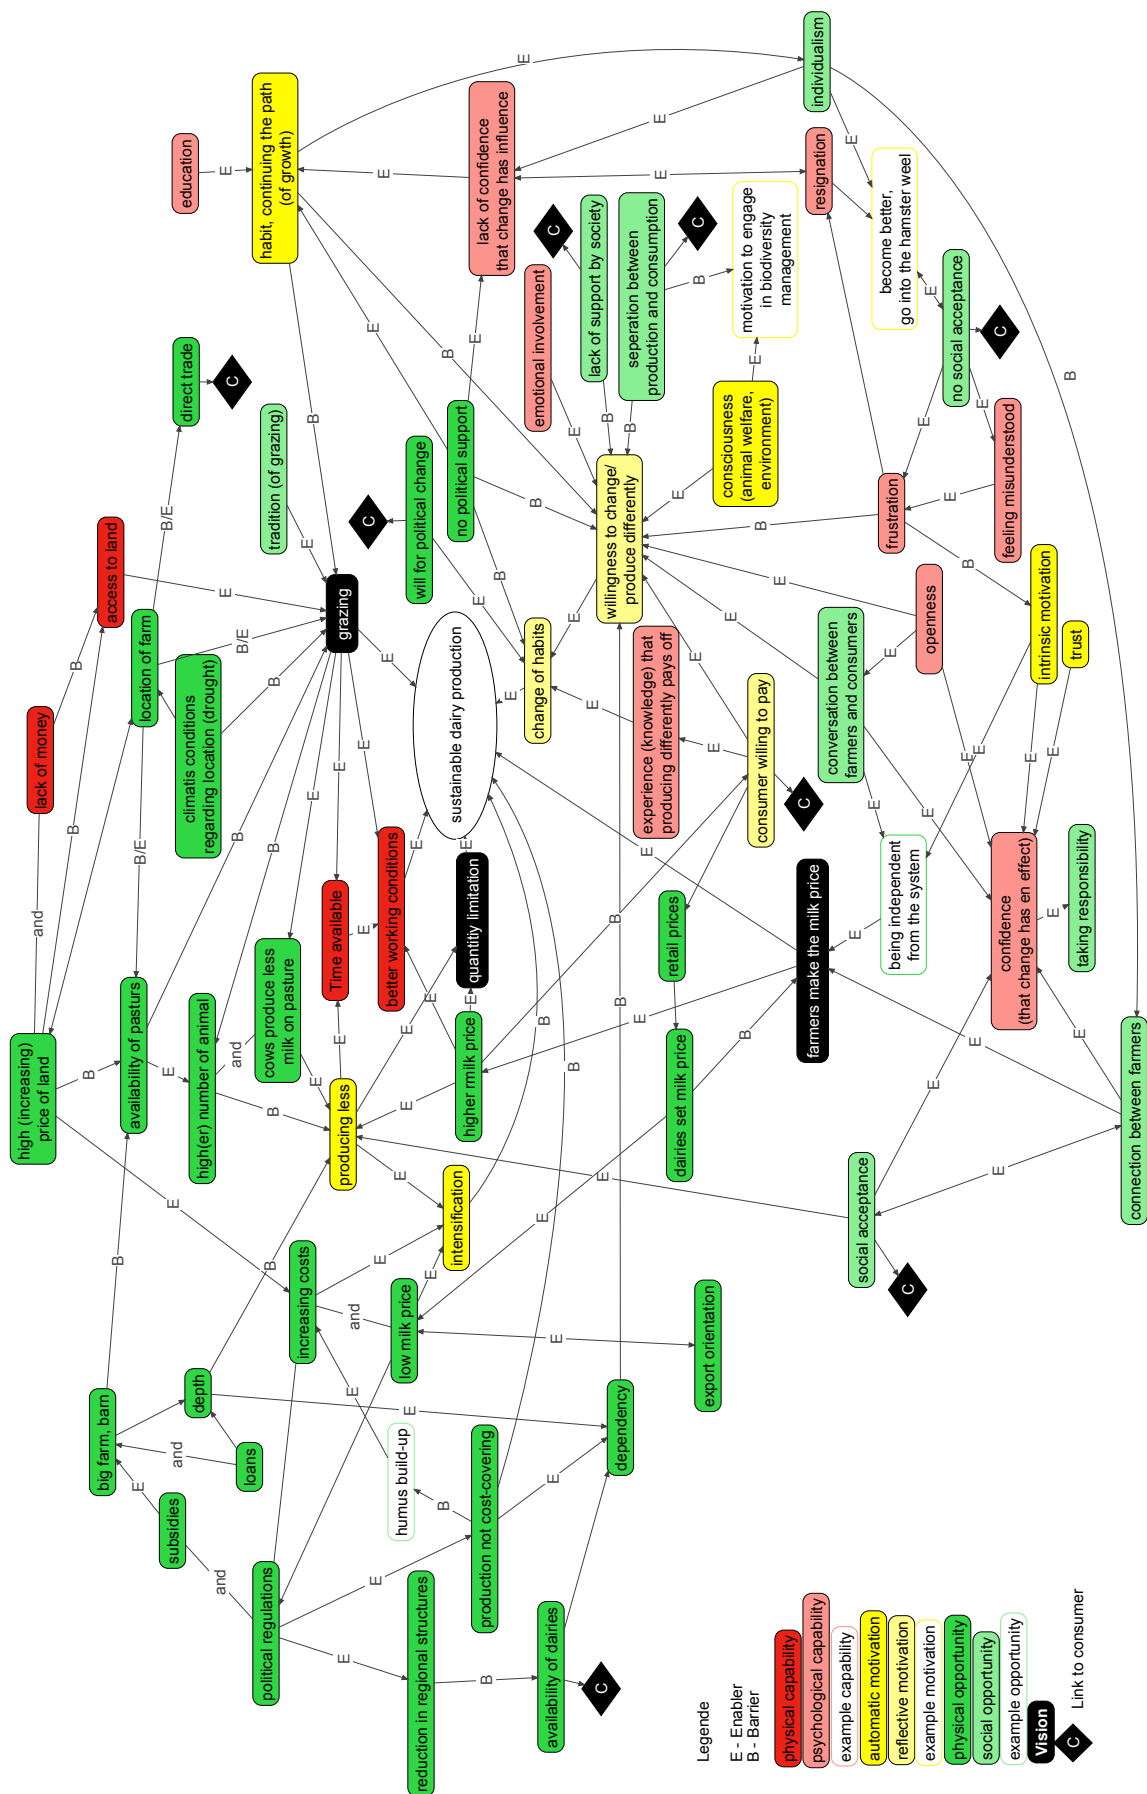 high (increasing)
price of land
lack of money
and
B
B
access to land
big farm, barn
B
availability of pasturs
B/E
location of farm
B/E
direct trade
C
education
E
subsidies
E
and
loans
depth
and
E
high(er) number of animal
B
climatis conditions
regarding location (drought)
B
B/E
E
tradition (of grazing)
E
habit, continuing the path
(of growth)
E
political regulations
increasing costs
B
and
cows produce less
milk on pasture
B
E
B
E
Time available
E
grazing
B
E
E
producing less
E
E
C
will for political change
E
humus build-up
E
and
low milk price
E
E
E
E
better working conditions
E
E
sustainable dairy production
no political support
E
E
lack of confidence
that change has influence
E
E
reduction in regional structures
E
B
production not cost-covering
E
intensification
E
higher milk price
E
E
quantity limitation
E
E
change of habits
B
B
emotional involvement
E
C
B
availability of dairies
C
E
E
dependency
B
B
B
E
willingness to change/
produce differently
B
E
B
lack of support by society
B
seperation between
production and consumption
C
B
export orientation
E
E
dairies set milk price
B
E
E
retail prices
E
experience (knowledge) that
producing differently pays off
E
E
consumer willing to pay
C
E
consciousness
(animal welfare,
environment)
E
E
motivation to engage
in biodiversity
management
E
farmers make the milk price
conversation between
farmers and consumers
E
E
resignation
individualism
E
social acceptance
C
E
being independent
from the system
E
E
E
openness
E
B
frustration
become better,
go into the hamster weel
E
no social acceptance
E
E
C
E
E
E
confidence
(that change has en effect)
E
E
intrinsic motivation
B
feeling misunderstood
E
trust
taking responsibility
E
B
connection between farmers
Legende
E - Enabler
B - Barrier
physical capability
psychological capability
example capability
automatic motivation
reflective motivation
example motivation
physical opportunity
social opportunity
example opportunity
Vision
C
Link to consumer